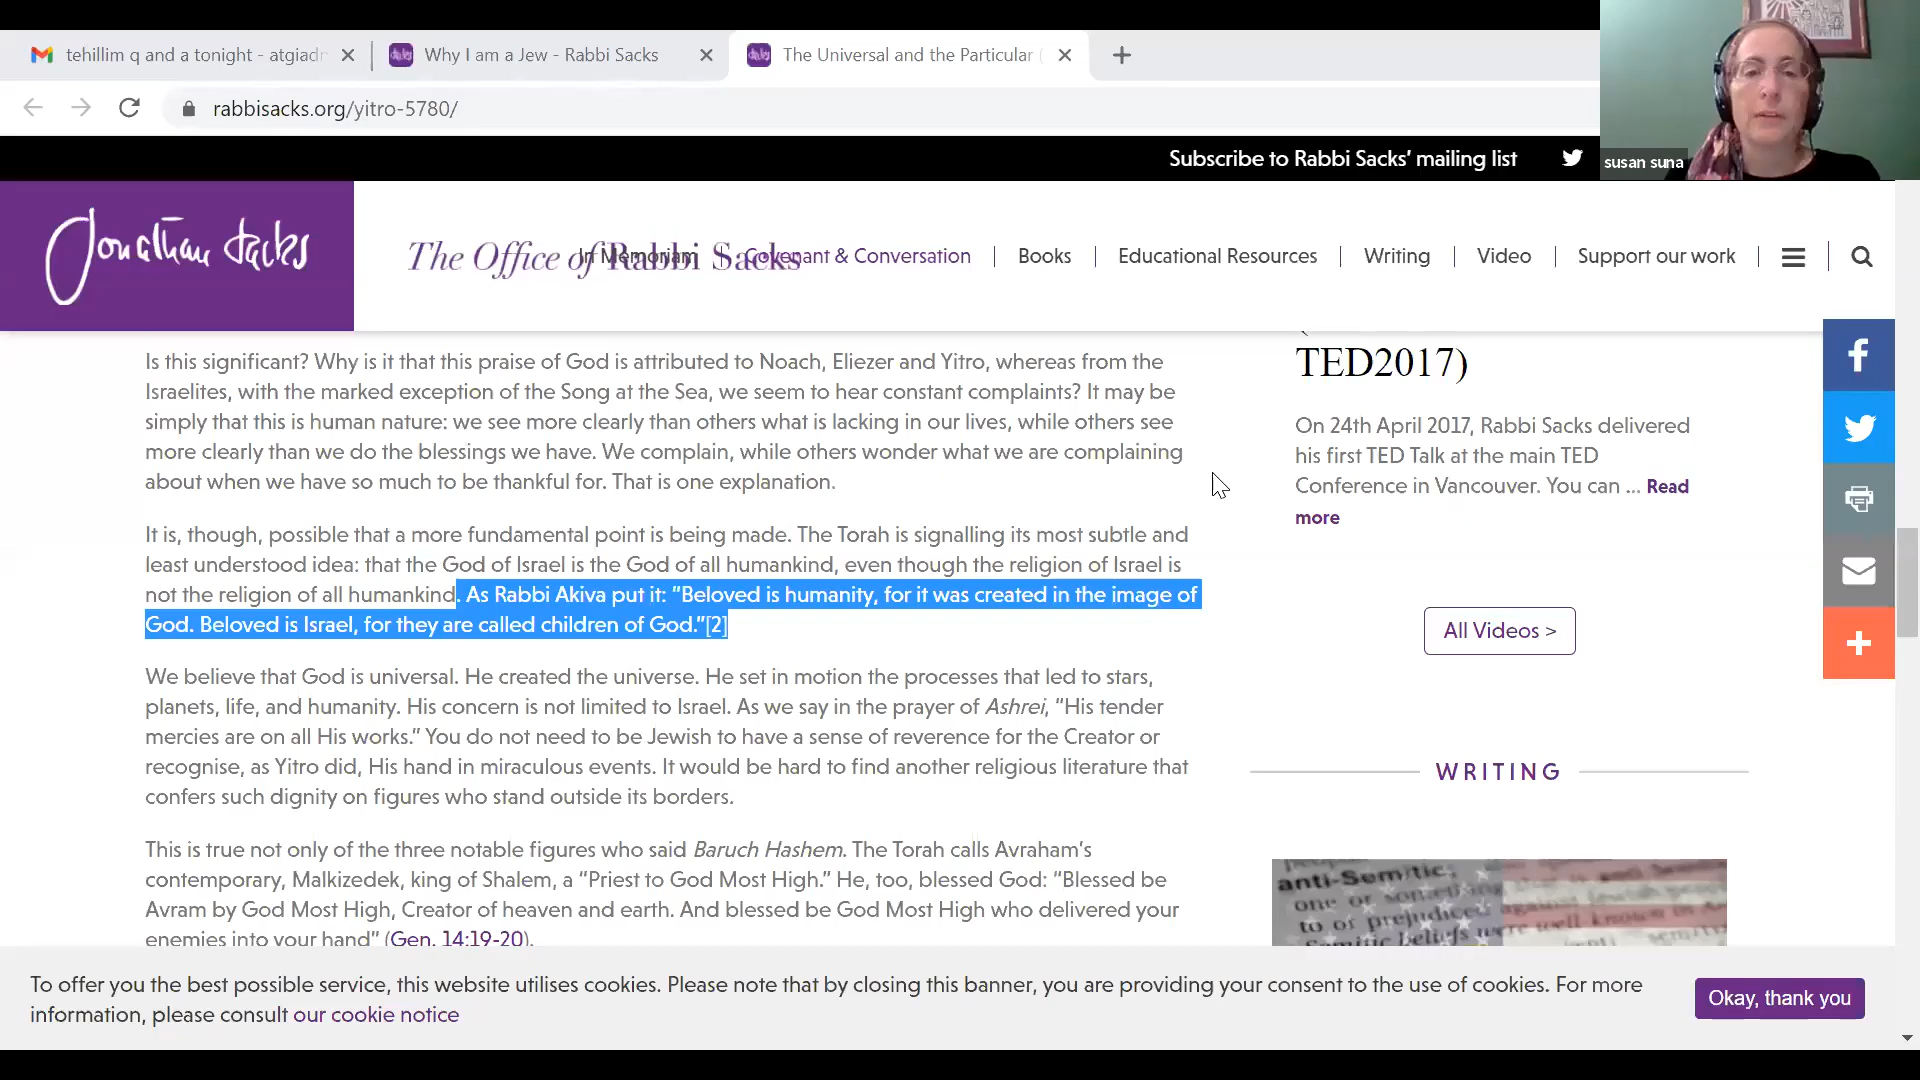 tehillim q and a tonight - atgiadr
Why I am a Jew - Rabbi Sacks
The Universal and the Particular (
rabbisacks.org/yitro-5780/
Subscribe to Rabbi Sacks' mailing list
susan suna
Jonathan Sacks
The Office of Rabbi Sacks
In Memoriam
Covenant & Conversation
Books
Educational Resources
Writing
Video
Support our work
Is this significant? Why is it that this praise of God is attributed to Noach, Eliezer and Yitro, whereas from the
Israelites, with the marked exception of the Song at the Sea, we seem to hear constant complaints? It may be
simply that this is human nature: we see more clearly than others what is lacking in our lives, while others see
more clearly than we do the blessings we have. We complain, while others wonder what we are complaining
about when we have so much to be thankful for. That is one explanation.
It is, though, possible that a more fundamental point is being made. The Torah is signalling its most subtle and
least understood idea: that the God of Israel is the God of all humankind, even though the religion of Israel is
not the religion of all humankind. As Rabbi Akiva put it: “Beloved is humanity, for it was created in the image of
God. Beloved is Israel, for they are called children of God.”[2]
We believe that God is universal. He created the universe. He set in motion the processes that led to stars,
planets, life, and humanity. His concern is not limited to Israel. As we say in the prayer of Ashrei, “His tender
mercies are on all His works.” You do not need to be Jewish to have a sense of reverence for the Creator or
recognise, as Yitro did, His hand in miraculous events. It would be hard to find another religious literature that
confers such dignity on figures who stand outside its borders.
This is true not only of the three notable figures who said Baruch Hashem. The Torah calls Avraham’s
contemporary, Malkizedek, king of Shalem, a “Priest to God Most High.” He, too, blessed God: “Blessed be
Avram by God Most High, Creator of heaven and earth. And blessed be God Most High who delivered your
enemies into your hand” (Gen. 14:19-20).
TED2017)
On 24th April 2017, Rabbi Sacks delivered
his first TED Talk at the main TED
Conference in Vancouver. You can ... Read
more
All Videos >
WRITING
anti-Semitic.
one or
to or prejudiced against Jewish
Semitic beliefs were well known
To offer you the best possible service, this website utilises cookies. Please note that by closing this banner, you are providing your consent to the use of cookies. For more
information, please consult our cookie notice
Okay, thank you